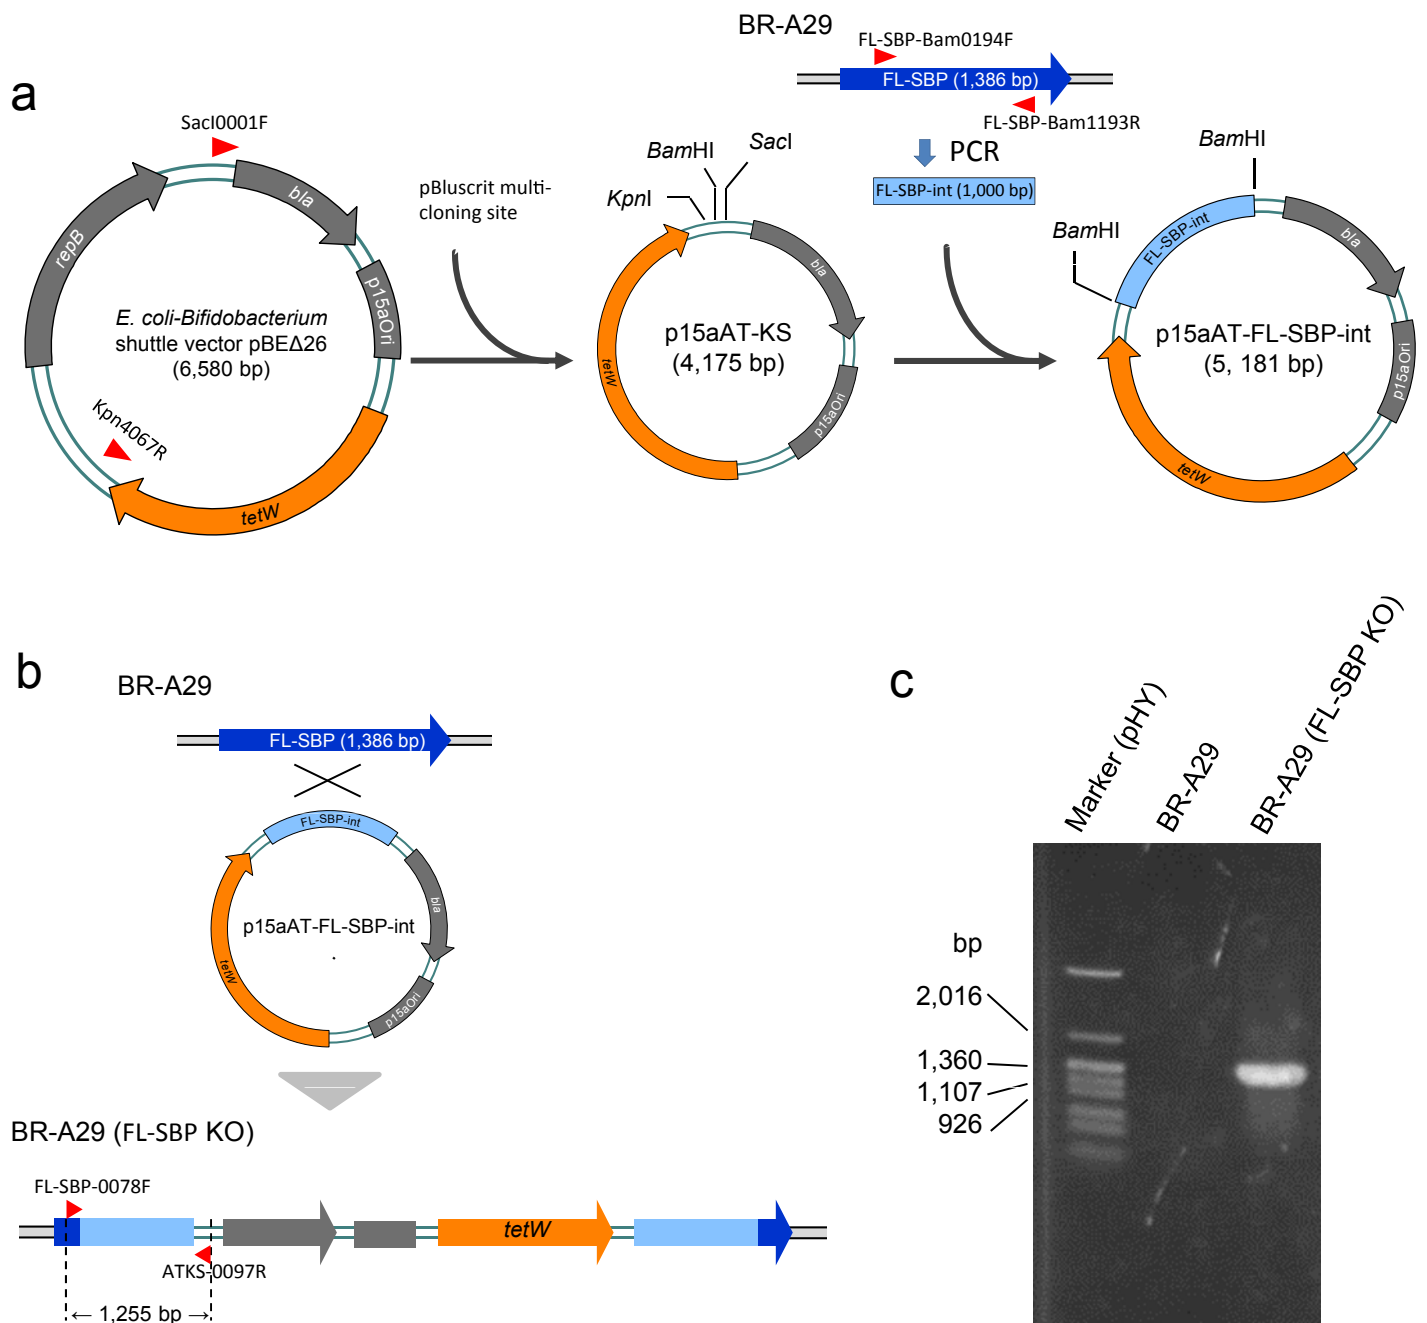 a
BR-A29
FL-SBP-Bam0194F
FL-SBP (1,386 bp)
FL-SBP-Bam1193R
PCR
FL-SBP-int (1,000 bp)
SacI0001F
bla
p15aOri
repB
E. coli-Bifidobacterium
shuttle vector pBEΔ26
(6,580 bp)
Kpn4067R
tetW
pBluscrit multi-
cloning site
KpnI
BamHI
SacI
bla
p15aOri
tetW
p15aAT-KS
(4,175 bp)
BamHI
BamHI
FL-SBP-int
bla
p15aOri
tetW
p15aAT-FL-SBP-int
(5, 181 bp)
b
BR-A29
FL-SBP (1,386 bp)
FL-SBP-int
bla
p15aOri
tetW
p15aAT-FL-SBP-int
BR-A29 (FL-SBP KO)
FL-SBP-0078F
tetW
ATKS-0097R
← 1,255 bp →
c
Marker (pHY)
BR-A29
BR-A29 (FL-SBP KO)
bp
2,016
1,360
1,107
926